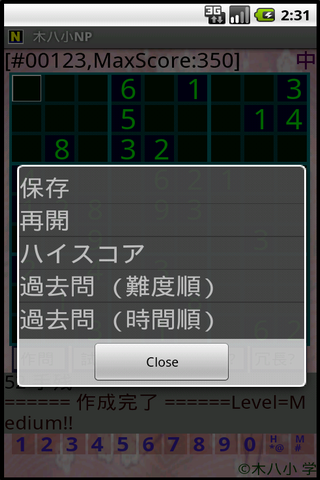 3G 2:31
N 木八小NP
[#00123,MaxScore:350] 中
6 1 3
5 1 4
8 3 2
保存
再開
ハイスコア
過去問 (難度順)
過去問 (時間順)
Close
====== 作成完了 ======Level=M
edium!!
1 2 3 4 5 6 7 8 9 0 H M
©木八小 学